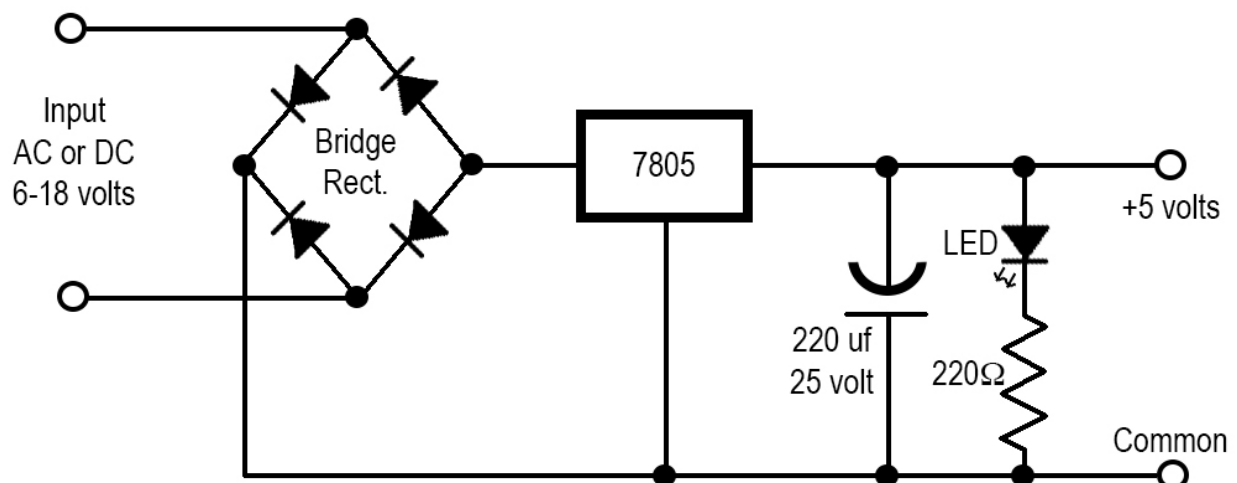 Input
AC or DC
6-18 volts
Bridge
Rect.
7805
+5 volts
LED
220 uf
25 volt
220Ω
Common